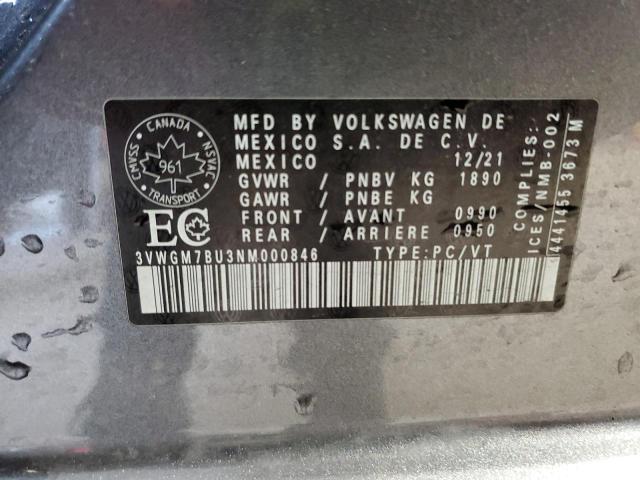 CANADA
CMVSS
NSVAC
961
TRANSPORT
EC
MFD BY VOLKSWAGEN DE
MEXICO S.A. DE C.V.
MEXICO 12/21
GVWR / PNBV KG 1890
GAWR / PNBE KG
FRONT / AVANT 0990
REAR / ARRIERE 0950
3VWGM7BU3NM000846 TYPE:PC/VT
COMPLIES:
ICES/NMB-002
3673 M